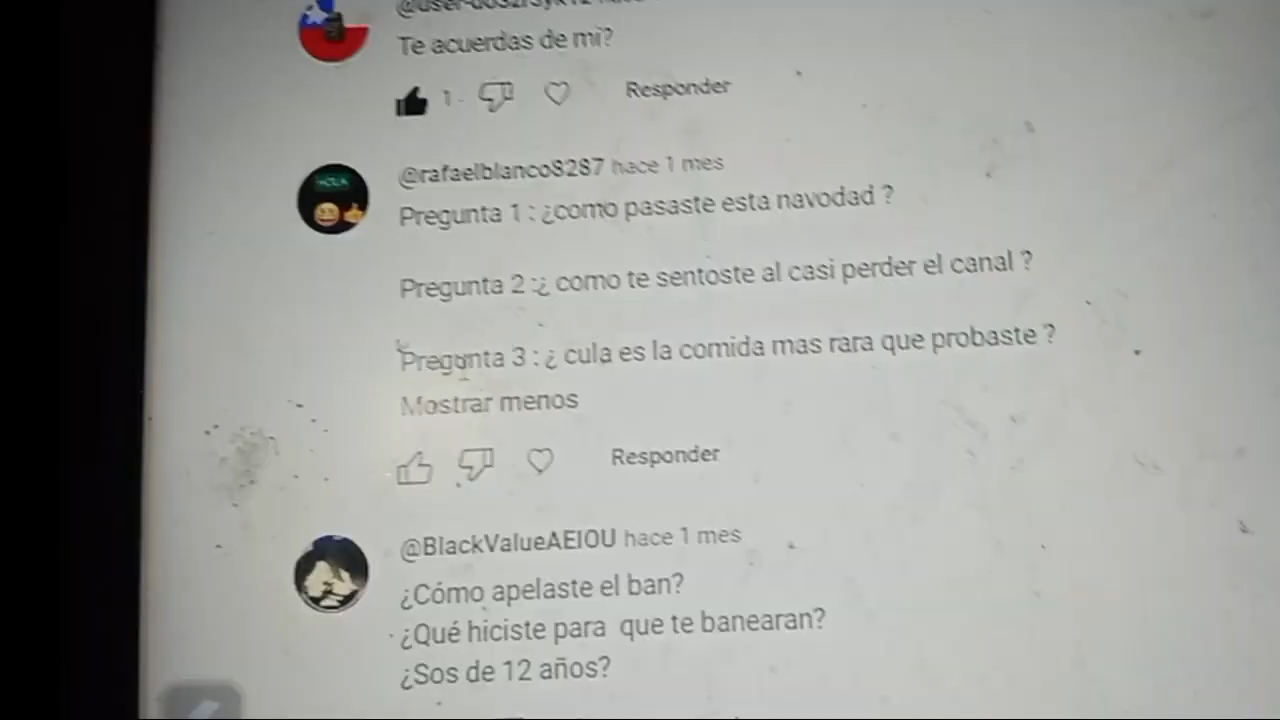 Te acuerdas de mi?
1 Responder
HOLA
@rafaelblanco8287 hace 1 mes
Pregunta 1 : ¿como pasaste esta navodad ?
Pregunta 2 :¿ como te sentoste al casi perder el canal ?
Pregunta 3 : ¿ cula es la comida mas rara que probaste ?
Mostrar menos
Responder
@BlackValueAEIOU hace 1 mes
¿Cómo apelaste el ban?
¿Qué hiciste para que te banearan?
¿Sos de 12 años?